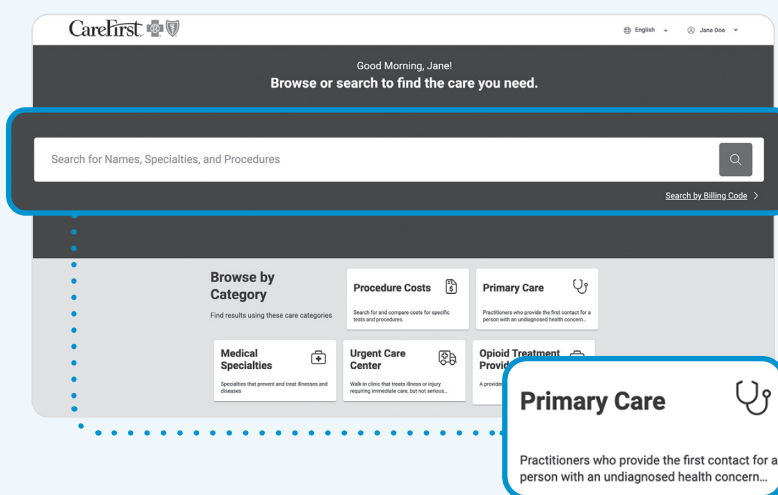 CareFirst
English
Jane Doe
Good Morning, Jane!
Browse or search to find the care you need.
Search for Names, Specialties, and Procedures
Search by Billing Code >
Browse by
Category
Find results using these care categories
Procedure Costs
Search for and compare costs for specific
tests and procedures.
Primary Care
Practitioners who provide the first contact for a
person with an undiagnosed health concern...
Medical
Specialties
Specialties that prevent and treat illnesses and
diseases
Urgent Care
Center
Walk-in clinic that treats illness or injury
requiring immediate care, but not serious...
Opioid Treatment
A
Primary Care
Practitioners who provide the first contact for a
person with an undiagnosed health concern...